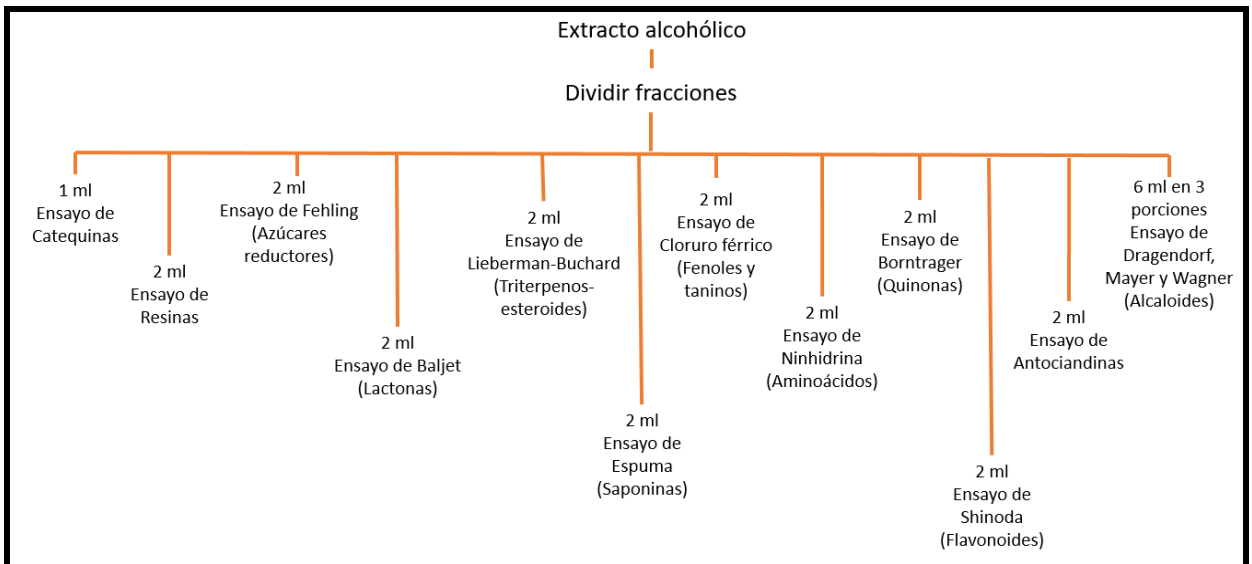 Extracto alcohólico
Dividir fracciones
1 ml
Ensayo de
Catequinas
2 ml
Ensayo de
Resinas
2 ml
Ensayo de Fehling
(Azúcares
reductores)
2 ml
Ensayo de Baljet
(Lactonas)
2 ml
Ensayo de
Lieberman-Buchard
(Triterpenos-
esteroides)
2 ml
Ensayo de
Espuma
(Saponinas)
2 ml
Ensayo de
Cloruro férrico
(Fenoles y
taninos)
2 ml
Ensayo de
Ninhidrina
(Aminoácidos)
2 ml
Ensayo de
Borntrager
(Quinonas)
2 ml
Ensayo de
Shinoda
(Flavonoides)
2 ml
Ensayo de
Antociandinas
6 ml en 3
porciones
Ensayo de
Dragendorf,
Mayer y Wagner
(Alcaloides)